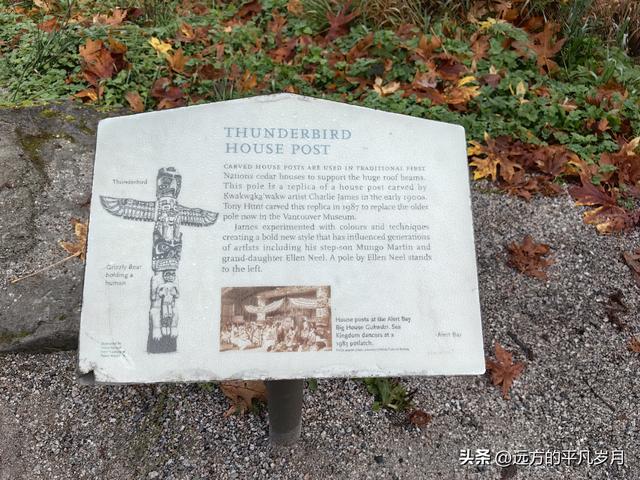 THUNDERBIRD
HOUSE POST
CARVED HOUSE POSTS ARE USED IN TRADITIONAL FIRST
Nations cedar houses to support the huge roof beams.
This pole is a replica of a house post carved by
Kwakwaka'wakw artist Charlie James in the early 1900s.
Tony Hunt carved this replica in 1987 to replace the older
pole now in the Vancouver Museum.
James experimented with colours and techniques
creating a bold new style that has influenced generations
of artists including his step-son Mungo Martin and
grand-daughter Ellen Neel. A pole by Ellen Neel stands
to the left.
Thunderbird
Grizzly Bear
holding a
human
House posts at the Alert Bay
Big House Gukwdzi. Sea
Kingdom dancers at a
1983 potlatch.
Alert Bay
头条 @远方的平凡岁月